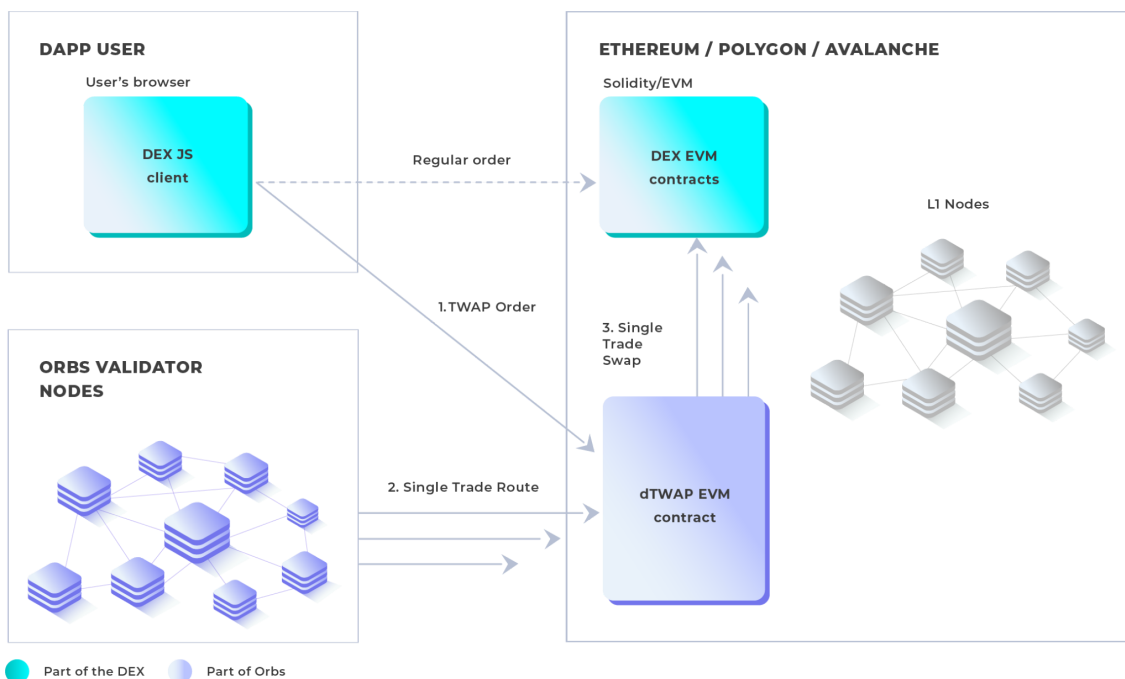 DAPP USER
User's browser
DEX JS
client
Regular order
ETHEREUM / POLYGON / AVALANCHE
Solidity/EVM
DEX EVM
contracts
L1 Nodes
1.TWAP Order
3. Single
Trade
Swap
ORBS VALIDATOR
NODES
2. Single Trade Route
dTWAP EVM
contract
Part of the DEX
Part of Orbs